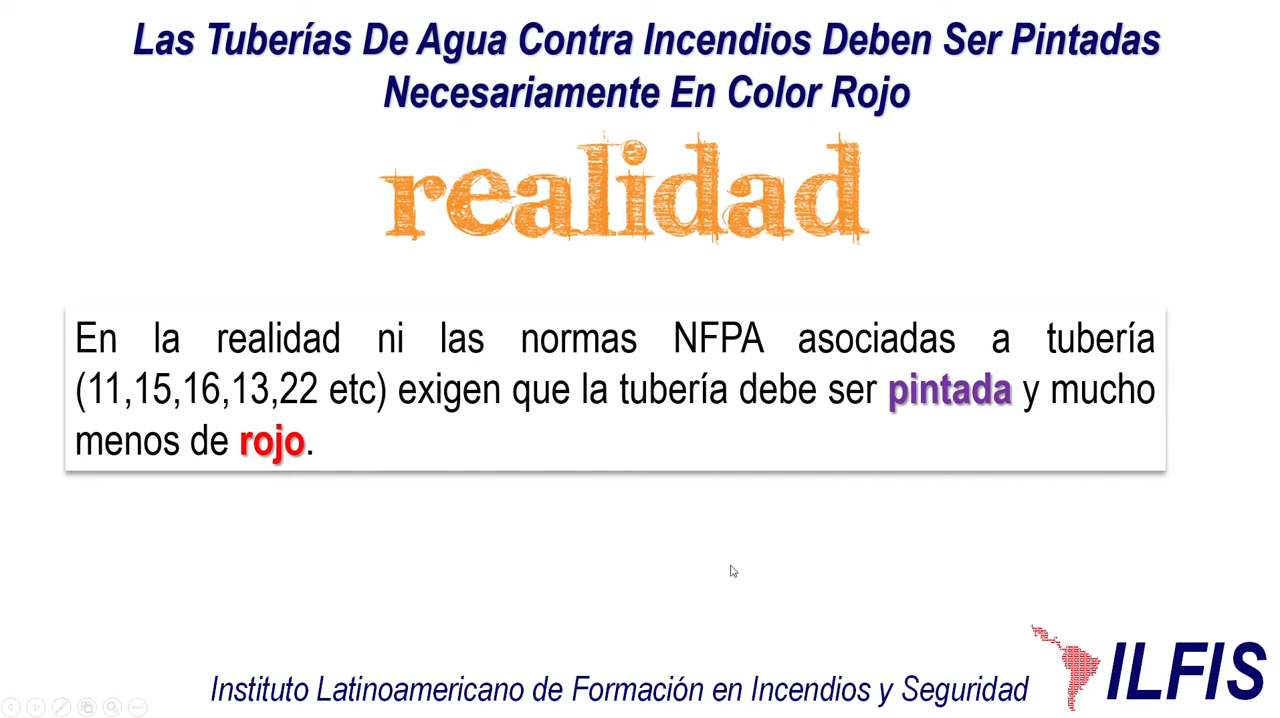 Las Tuberías De Agua Contra Incendios Deben Ser Pintadas
Necesariamente En Color Rojo
realidad
En la realidad ni las normas NFPA asociadas a tubería
(11,15,16,13,22 etc) exigen que la tubería debe ser pintada y mucho
menos de rojo.
Instituto Latinoamericano de Formación en Incendios y Seguridad
ILFIS